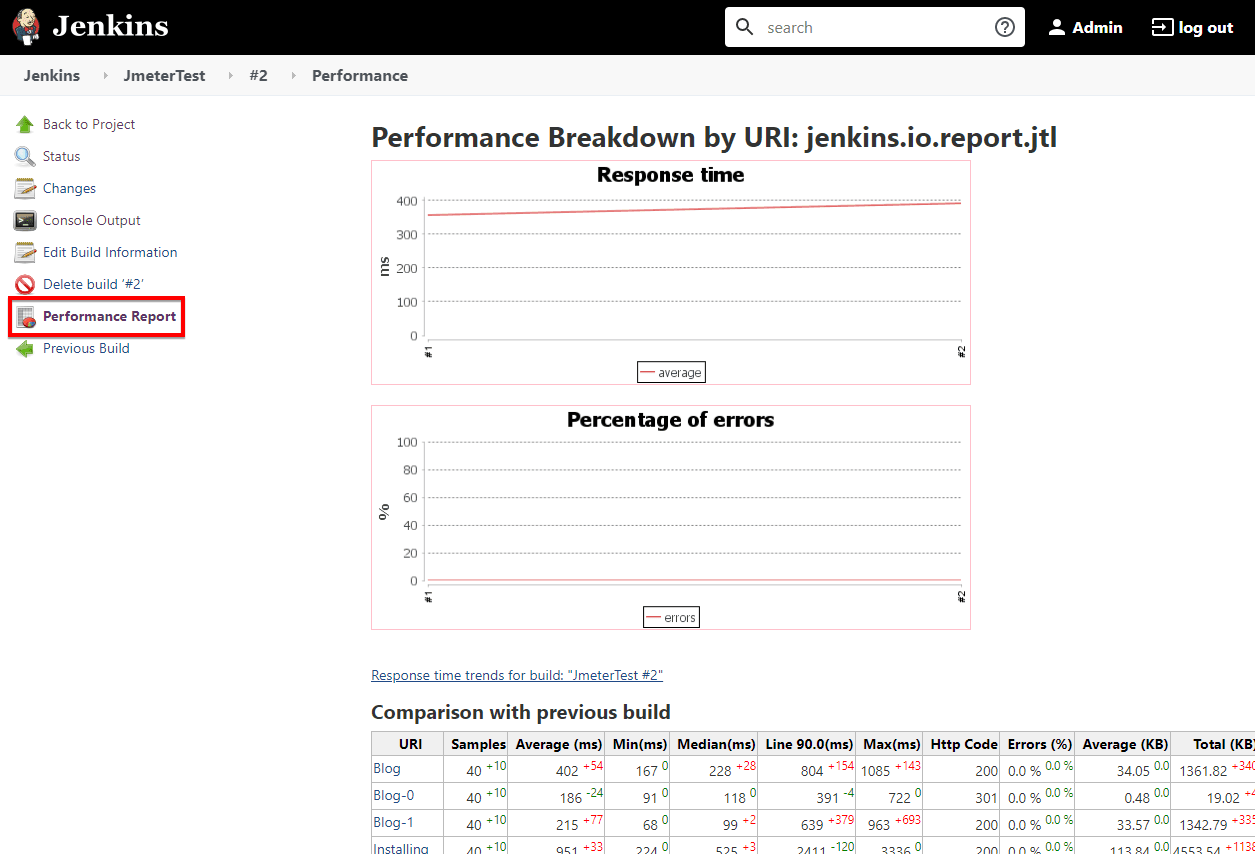 Jenkins
search
Admin
log out
Jenkins
JmeterTest
#2
Performance
Back to Project
Status
Changes
Console Output
Edit Build Information
Delete build ‘#2’
Performance Report
Previous Build
Performance Breakdown by URI: jenkins.io.report.jtl
Response time
400
300
200
100
0
ms
#1
#2
average
Percentage of errors
100
80
60
40
20
0
%
#1
#2
errors
Response time trends for build: "JmeterTest #2"
Comparison with previous build
URI Samples Average (ms) Min(ms) Median(ms) Line 90.0(ms) Max(ms) Http Code Errors (%) Average (KB) Total (KB)
Blog 40 +10 402 +54 167 0 228 +28 804 +154 1085 +143 200 0.0 % 0.0 % 34.05 0.0 1361.82 +340
Blog-0 40 +10 186 -24 91 0 118 0 391 -4 722 0 301 0.0 % 0.0 % 0.48 0.0 19.02 +4
Blog-1 40 +10 215 +77 68 0 99 +2 639 +379 963 +693 200 0.0 % 0.0 % 33.57 0.0 1342.79 +335
Installing 40 +10 951 +33 224 0 525 +3 2411 -120 3336 0 200 0.0 % 0.0 % 113.84 0.0 4553.54 +1138